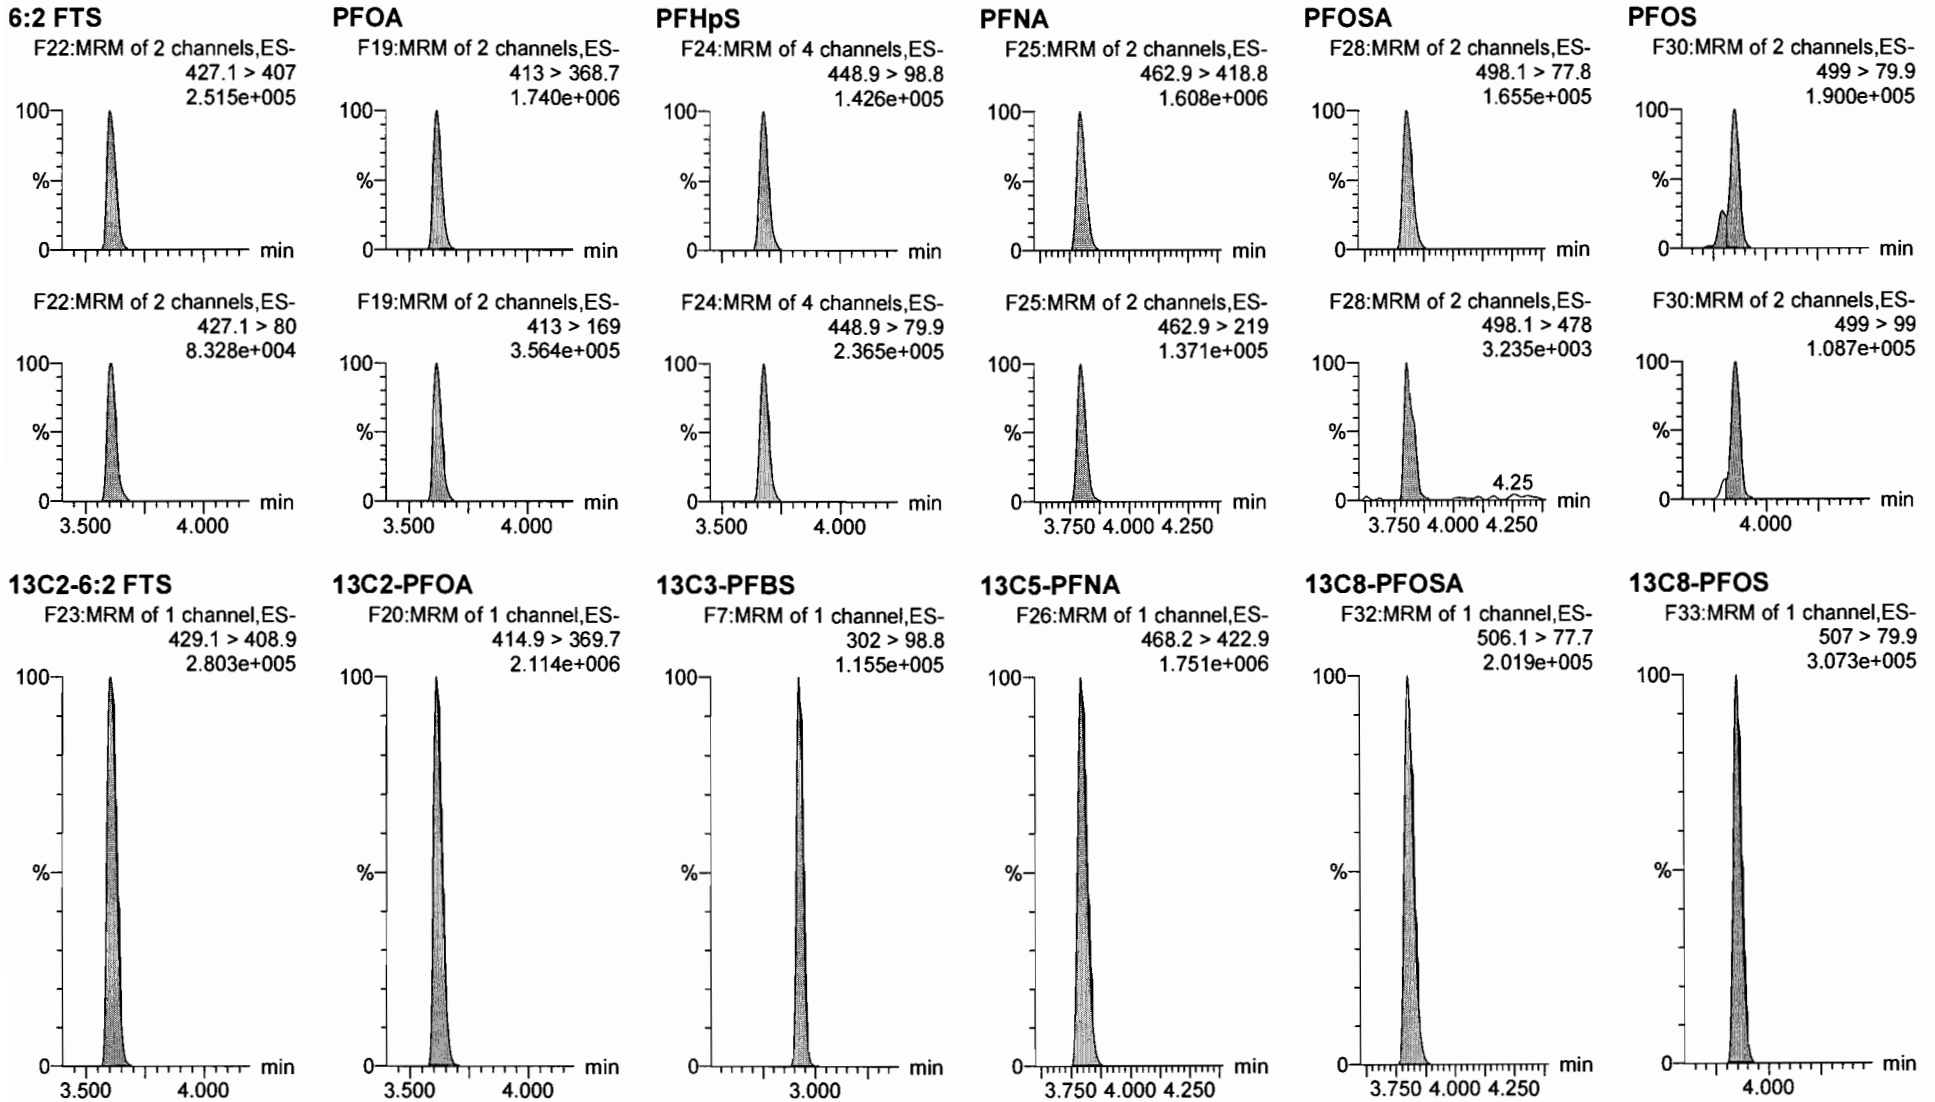 6:2 FTS
F22:MRM of 2 channels,ES-
427.1 > 407
2.515e+005
100
%
0
min
PFOA
F19:MRM of 2 channels,ES-
413 > 368.7
1.740e+006
100
%
0
min
PFHpS
F24:MRM of 4 channels,ES-
448.9 > 98.8
1.426e+005
100
%
0
min
PFNA
F25:MRM of 2 channels,ES-
462.9 > 418.8
1.608e+006
100
%
0
min
PFOSA
F28:MRM of 2 channels,ES-
498.1 > 77.8
1.655e+005
100
%
0
min
PFOS
F30:MRM of 2 channels,ES-
499 > 79.9
1.900e+005
100
%
0
min
F22:MRM of 2 channels,ES-
427.1 > 80
8.328e+004
100
%
0
min
3.500 4.000
F19:MRM of 2 channels,ES-
413 > 169
3.564e+005
100
%
0
min
3.500 4.000
F24:MRM of 4 channels,ES-
448.9 > 79.9
2.365e+005
100
%
0
min
3.500 4.000
F25:MRM of 2 channels,ES-
462.9 > 219
1.371e+005
100
%
0
min
3.750 4.000 4.250
F28:MRM of 2 channels,ES-
498.1 > 478
3.235e+003
100
%
4.25
0
min
3.750 4.000 4.250
F30:MRM of 2 channels,ES-
499 > 99
1.087e+005
100
%
0
min
4.000
13C2-6:2 FTS
F23:MRM of 1 channel,ES-
429.1 > 408.9
2.803e+005
100
%
0
min
3.500 4.000
13C2-PFOA
F20:MRM of 1 channel,ES-
414.9 > 369.7
2.114e+006
100
%
0
min
3.500 4.000
13C3-PFBS
F7:MRM of 1 channel,ES-
302 > 98.8
1.155e+005
100
%
0
min
3.000
13C5-PFNA
F26:MRM of 1 channel,ES-
468.2 > 422.9
1.751e+006
100
%
0
min
3.750 4.000 4.250
13C8-PFOSA
F32:MRM of 1 channel,ES-
506.1 > 77.7
2.019e+005
100
%
0
min
3.750 4.000 4.250
13C8-PFOS
F33:MRM of 1 channel,ES-
507 > 79.9
3.073e+005
100
%
0
min
4.000